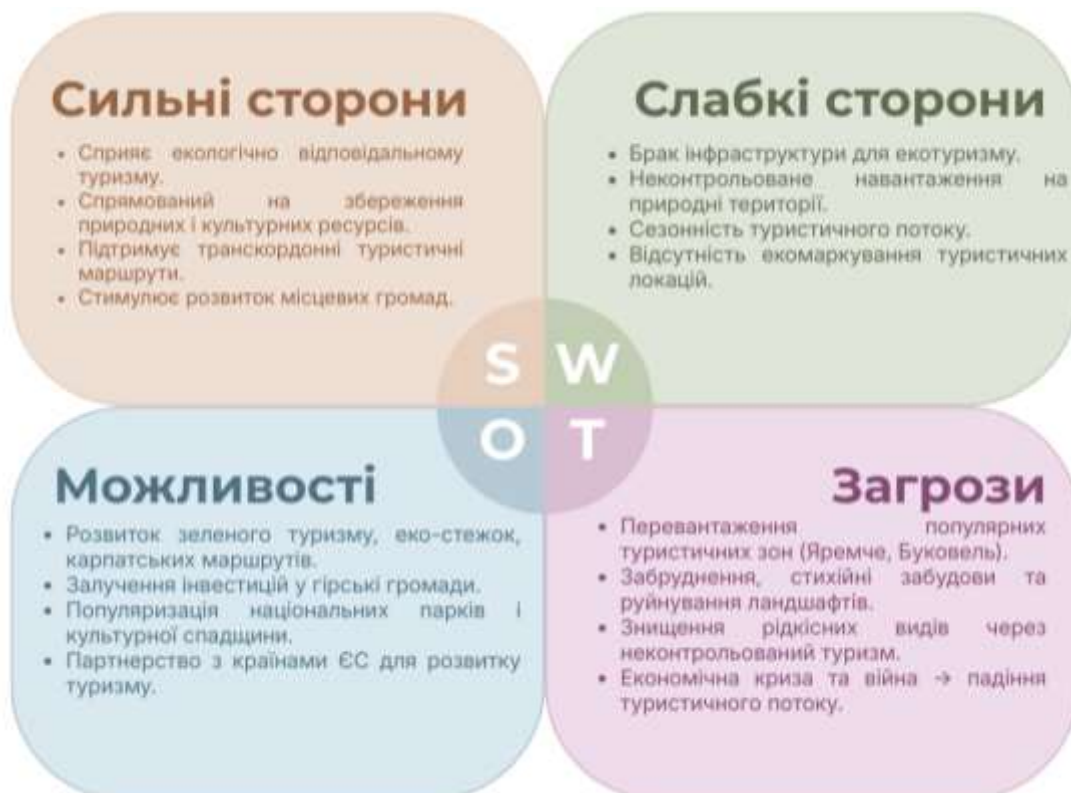 Сильні сторони
• Сприяє екологічно відповідальному
туризму.
• Спрямований на збереження
природних і культурних ресурсів.
• Підтримує транскордонні туристичні
маршрути.
• Стимулює розвиток місцевих громад.
Слабкі сторони
• Брак інфраструктури для екотуризму.
• Неконтрольоване навантаження на
природні території.
• Сезонність туристичного потоку.
• Відсутність екомаркування туристичних
локацій.
S W
O T
Можливості
• Розвиток зеленого туризму, еко-стежок,
карпатських маршрутів.
• Залучення інвестицій у гірські громади.
• Популяризація національних парків і
культурної спадщини.
• Партнерство з країнами ЄС для розвитку
туризму.
Загрози
• Перевантаження популярних
туристичних зон (Яремче, Буковель).
• Забруднення, стихійні забудови та
руйнування ландшафтів.
• Знищення рідкісних видів через
неконтрольований туризм.
• Економічна криза та війна → падіння
туристичного потоку.